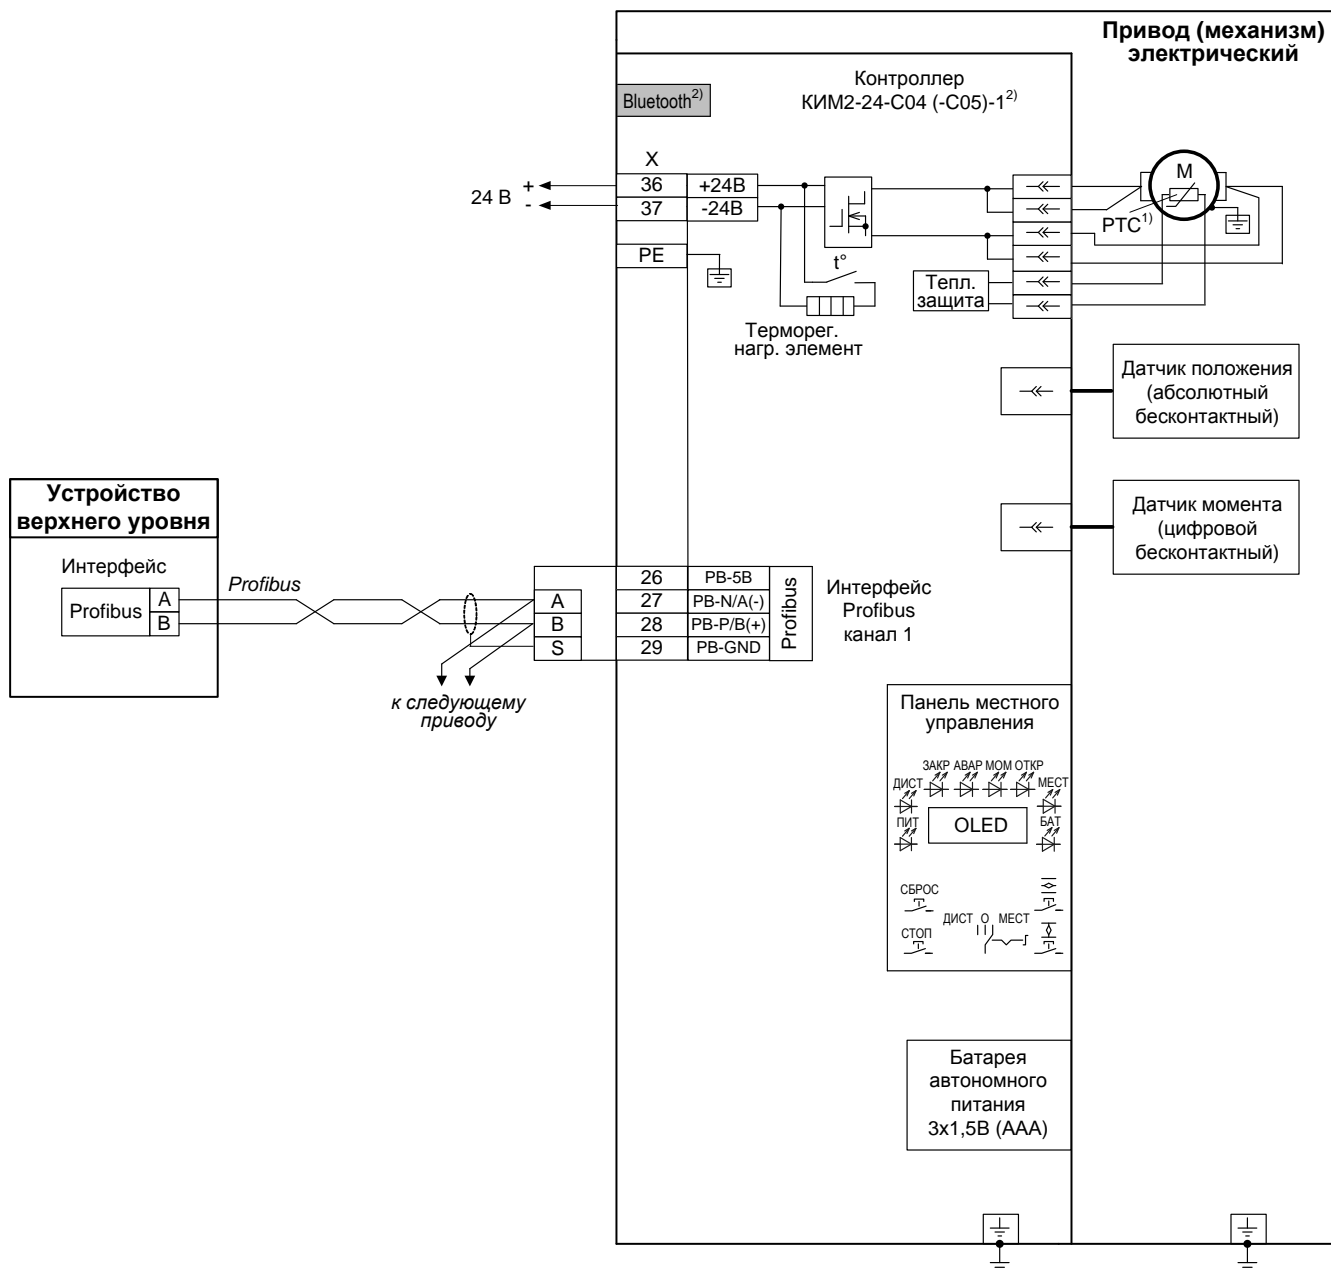 Привод (механизм)
электрический
Контроллер
КИМ2-24-С04 (-С05)-1²⁾
Bluetooth²⁾
X
24 В
+
-
36 +24В
37 -24В
PE
t°
Терморег.
нагр. элемент
Тепл.
защита
M
PTC¹⁾
Датчик положения
(абсолютный
бесконтактный)
Датчик момента
(цифровой
бесконтактный)
Устройство
верхнего уровня
Интерфейс
Profibus
A
B
Profibus
A
B
S
26 PB-5В
27 PB-N/A(-)
28 PB-P/B(+)
29 PB-GND
Profibus
Интерфейс
Profibus
канал 1
к следующему
приводу
Панель местного
управления
ЗАКР АВАР МОМ ОТКР
ДИСТ МЕСТ
ПИТ OLED БАТ
СБРОС
ДИСТ О МЕСТ
СТОП
Батарея
автономного
питания
3х1,5В (ААА)